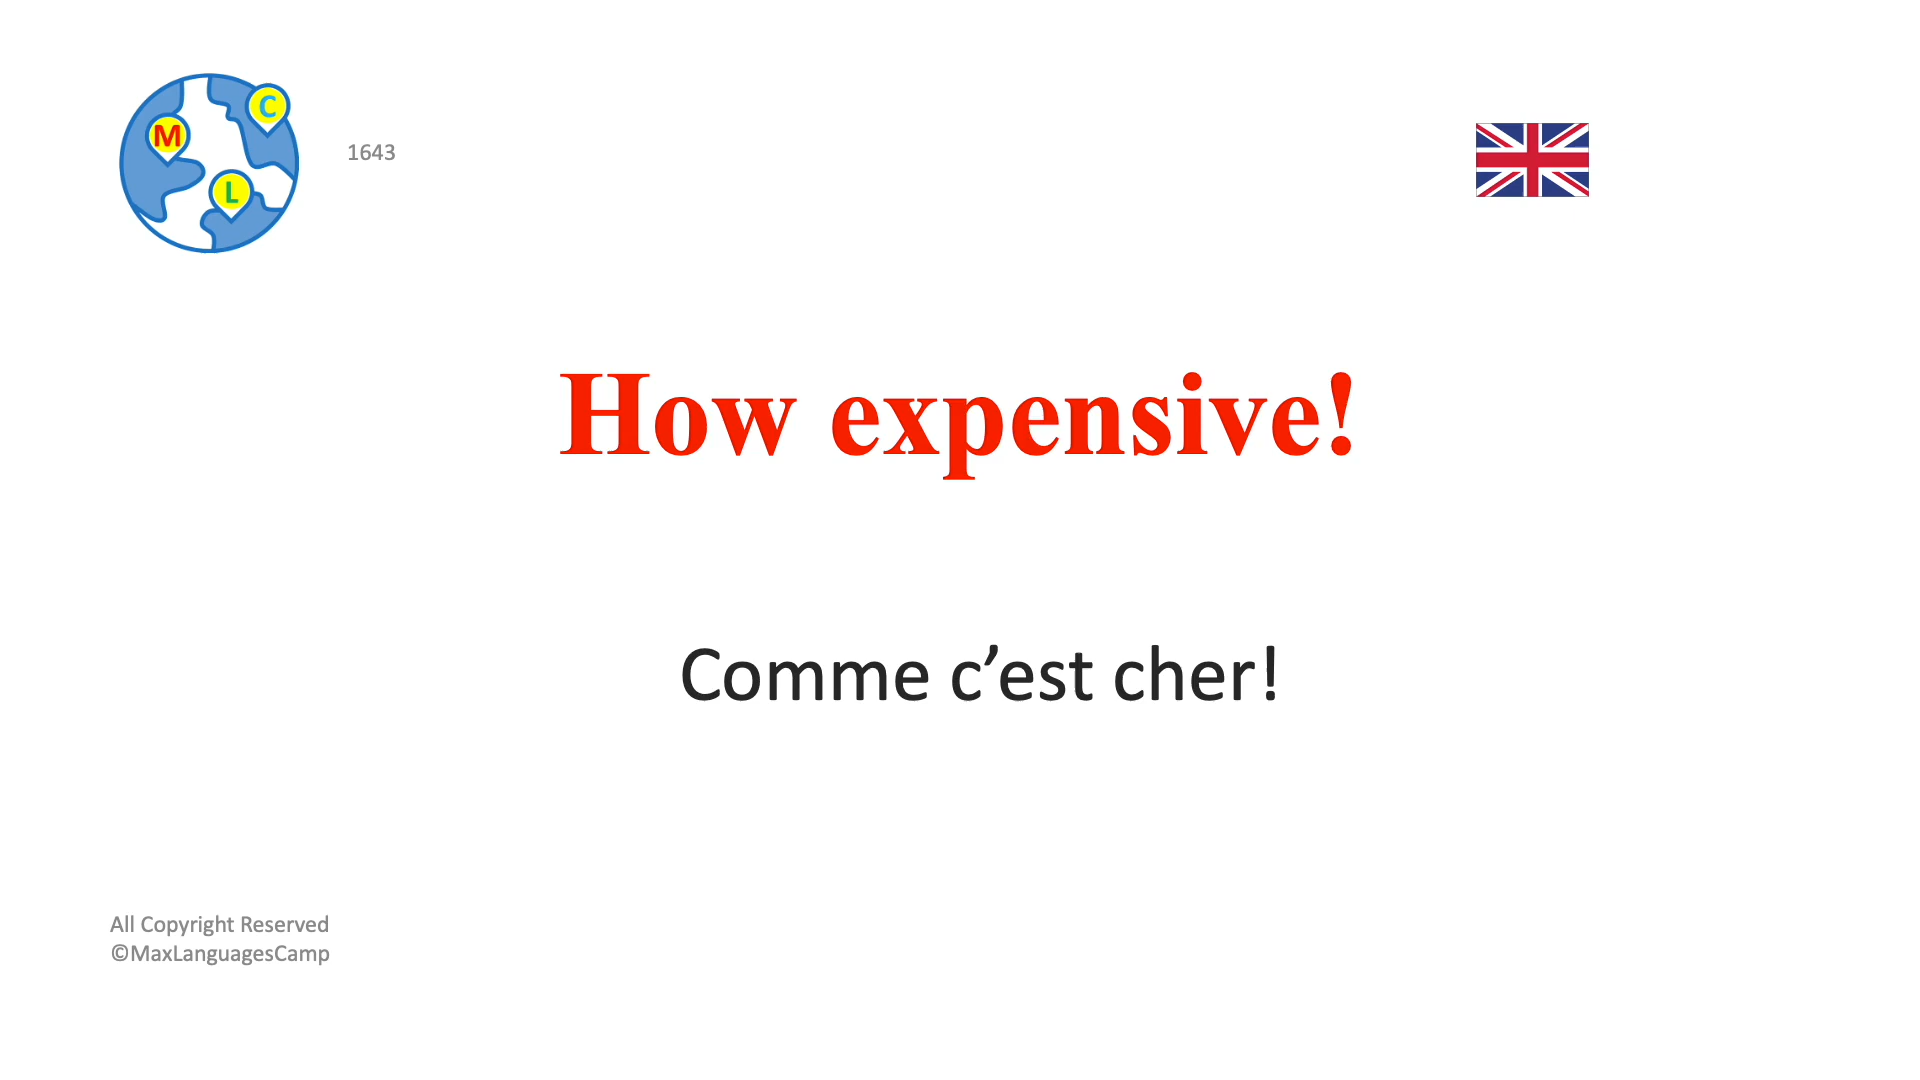 M
C
L
1643
How expensive!
Comme c’est cher!
All Copyright Reserved
©MaxLanguagesCamp